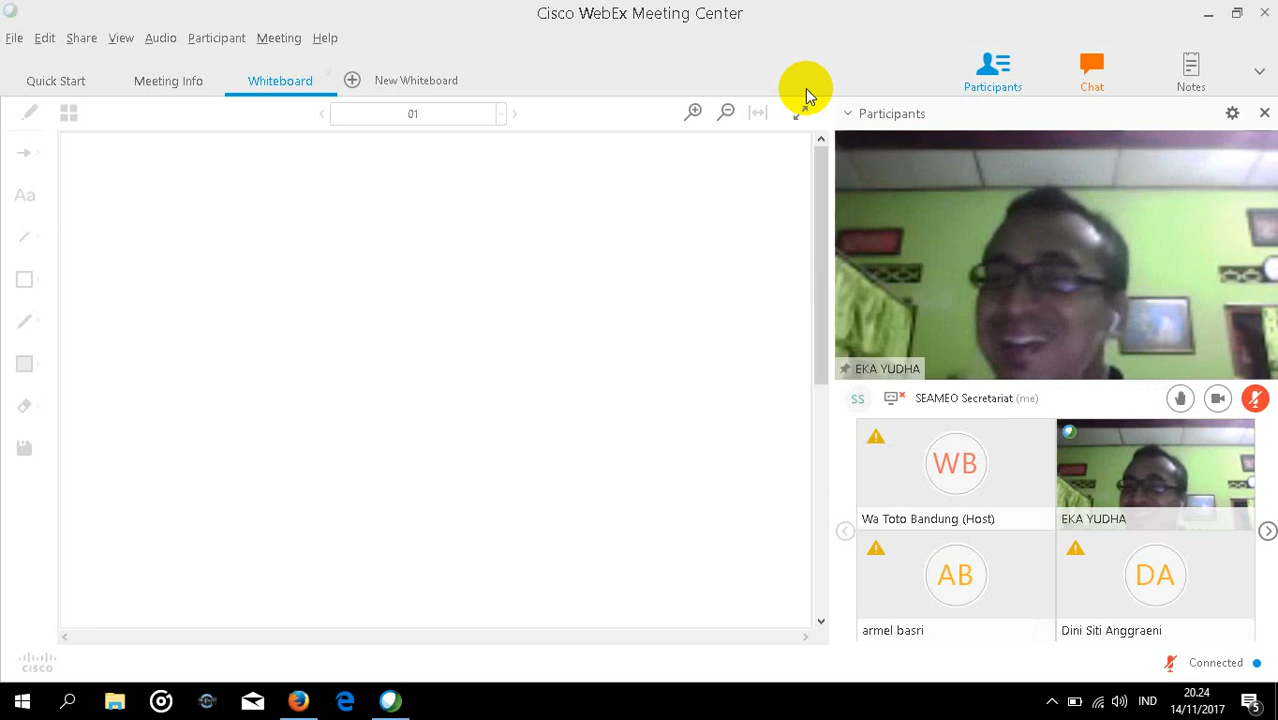 Cisco WebEx Meeting Center
File Edit Share View Audio Participant Meeting Help
Quick Start Meeting Info Whiteboard New Whiteboard
Participants Chat Notes
01
Participants
Aa
EKA YUDHA
SS SEAMEO Secretariat (me)
WB
Wa Toto Bandung (Host) EKA YUDHA
AB DA
armel basri Dini Siti Anggraeni
cisco
Connected
IND
20.24
14/11/2017
5